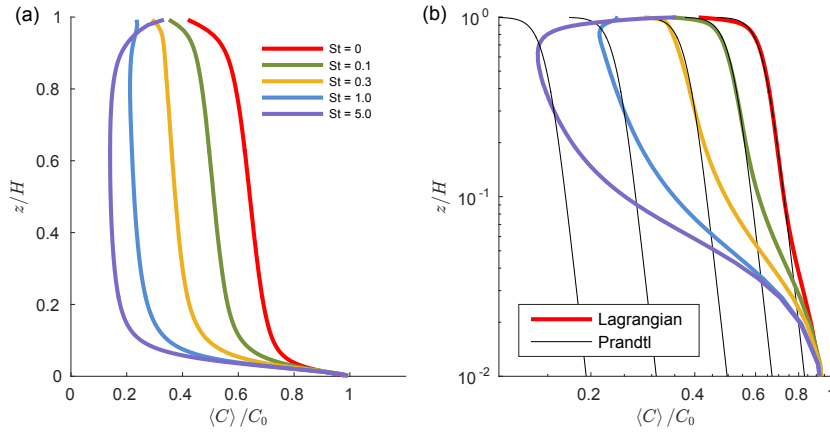 (a)
1
0.8
0.6
0.4
0.2
0
z/H
0
0.2
0.4
0.6
0.8
1
⟨C⟩/C₀
St = 0
St = 0.1
St = 0.3
St = 1.0
St = 5.0
(b)
10⁰
10⁻¹
10⁻²
z/H
0.2
0.4
0.6
0.8
1
⟨C⟩/C₀
Lagrangian
Prandtl